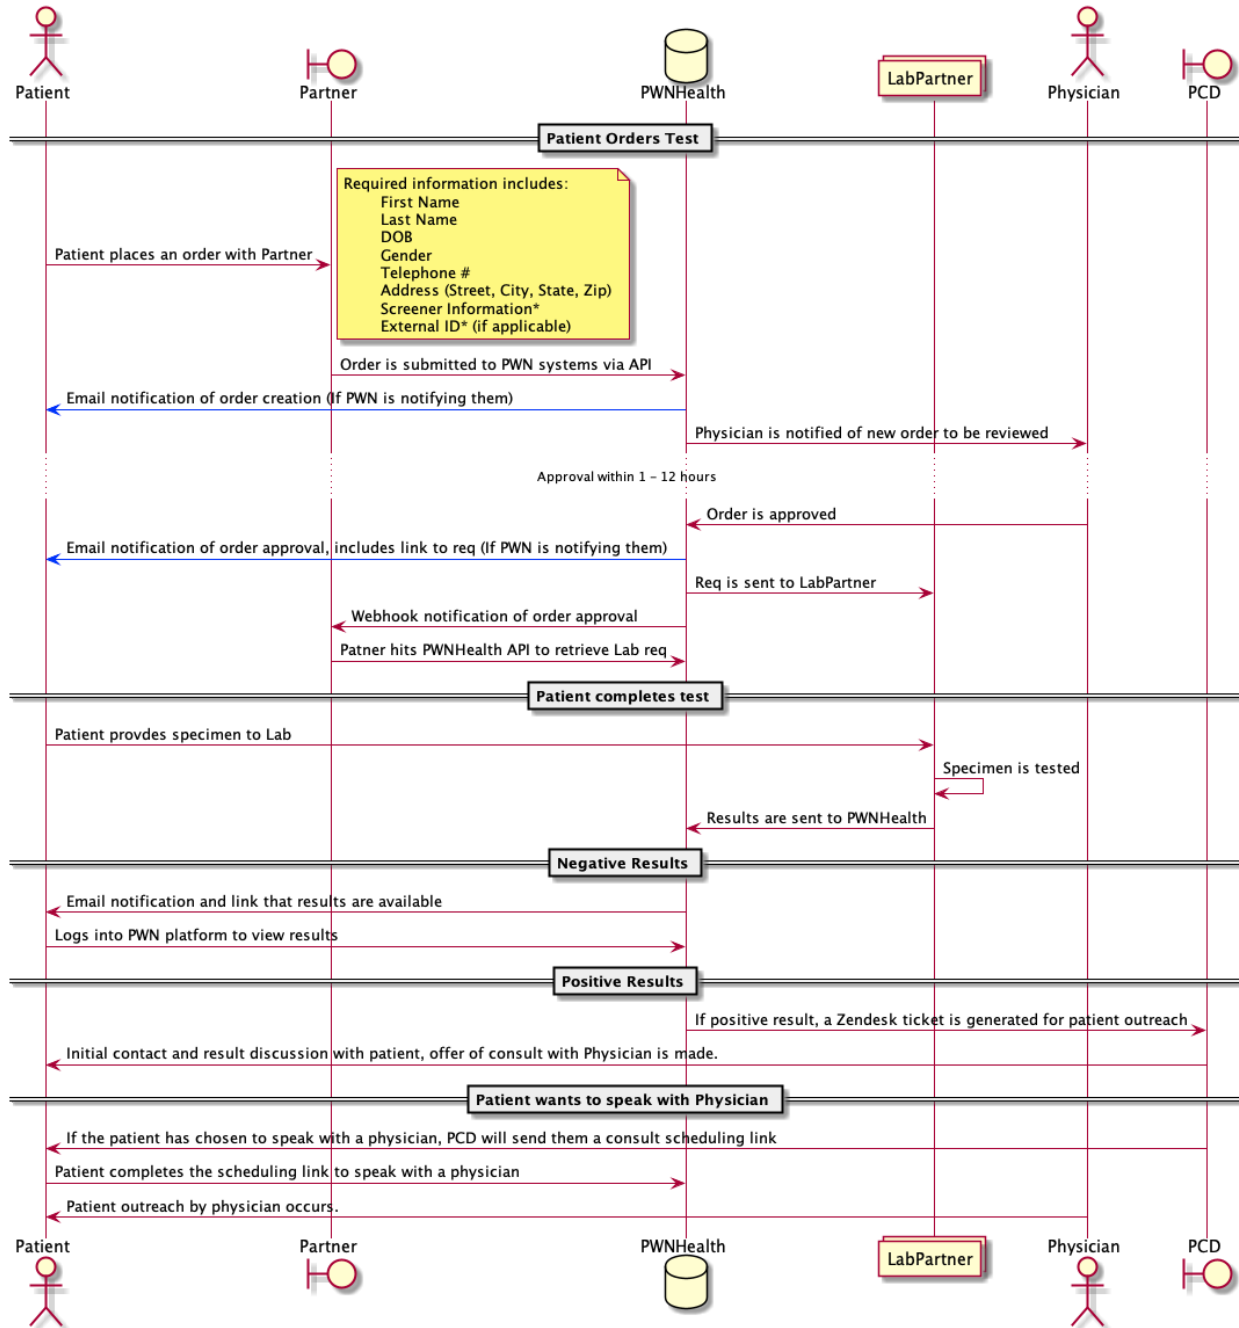 Patient
Partner
PWNHealth
LabPartner
Physician
PCD
Patient Orders Test
Required information includes:
First Name
Last Name
DOB
Gender
Telephone #
Address (Street, City, State, Zip)
Screener Information*
External ID* (if applicable)
Patient places an order with Partner
Order is submitted to PWN systems via API
Email notification of order creation (If PWN is notifying them)
Physician is notified of new order to be reviewed
Approval within 1 - 12 hours
Order is approved
Email notification of order approval, includes link to req (If PWN is notifying them)
Req is sent to LabPartner
Webhook notification of order approval
Patner hits PWNHealth API to retrieve Lab req
Patient completes test
Patient provdes specimen to Lab
Specimen is tested
Results are sent to PWNHealth
Negative Results
Email notification and link that results are available
Logs into PWN platform to view results
Positive Results
If positive result, a Zendesk ticket is generated for patient outreach
Initial contact and result discussion with patient, offer of consult with Physician is made.
Patient wants to speak with Physician
If the patient has chosen to speak with a physician, PCD will send them a consult scheduling link
Patient completes the scheduling link to speak with a physician
Patient outreach by physician occurs.
Patient
Partner
PWNHealth
LabPartner
Physician
PCD